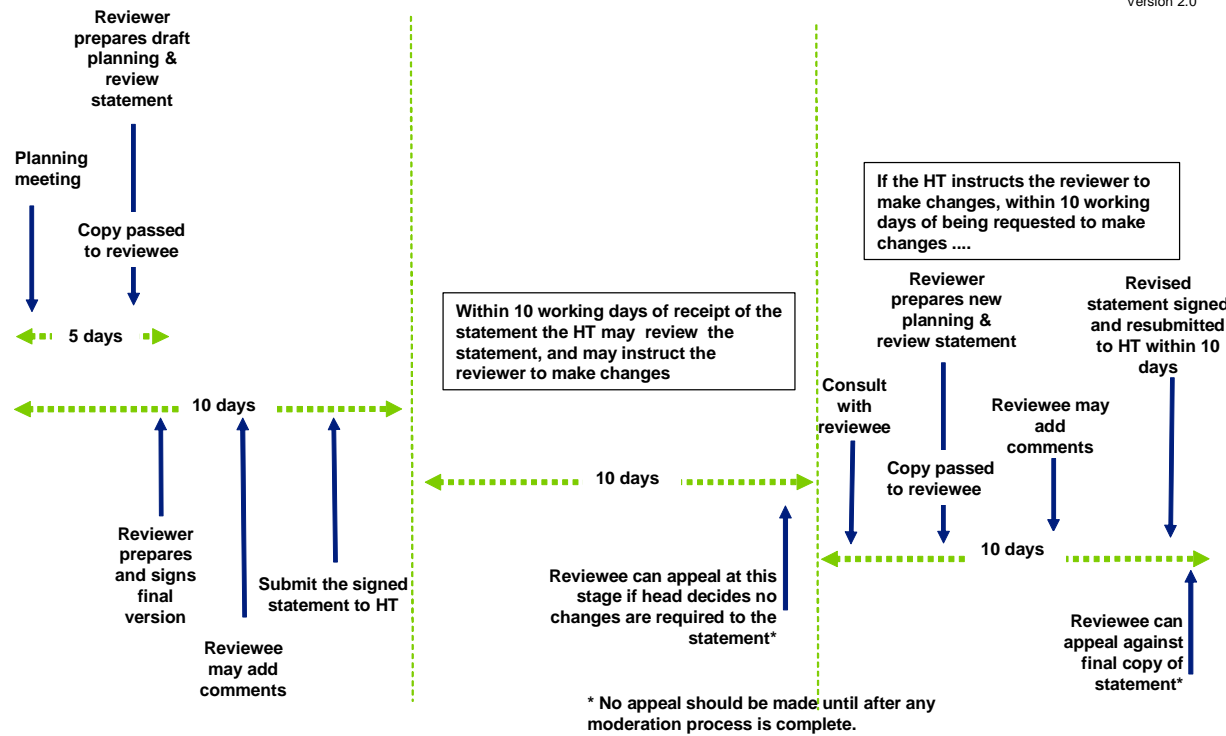 Version 2.0
Reviewer
prepares draft
planning &
review
statement
Planning
meeting
Copy passed
to reviewee
5 days
10 days
Reviewer
prepares
and signs
final
version
Reviewee
may add
comments
Submit the signed
statement to HT
Within 10 working days of receipt of the
statement the HT may review the
statement, and may instruct the
reviewer to make changes
10 days
Reviewee can appeal at this
stage if head decides no
changes are required to the
statement*
If the HT instructs the reviewer to
make changes, within 10 working
days of being requested to make
changes ....
Consult
with
reviewee
Reviewer
prepares new
planning &
review statement
Copy passed
to reviewee
Reviewee may
add
comments
Revised
statement signed
and resubmitted
to HT within 10
days
10 days
Reviewee can
appeal against
final copy of
statement*
* No appeal should be made until after any
moderation process is complete.